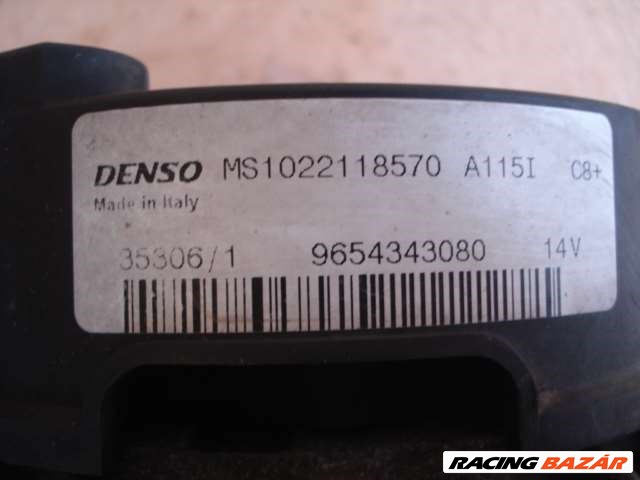 DENSO MS1022118570 A115I C8+
Made in Italy
35306/1 9654343080 14V
RACING BAZÁR